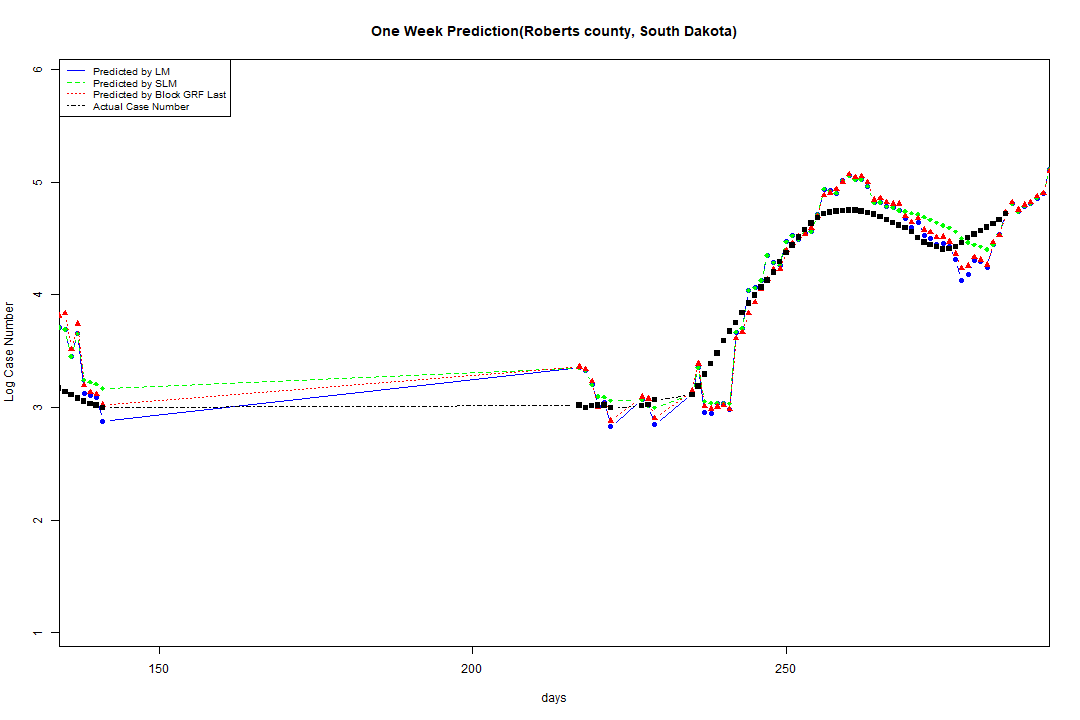 One Week Prediction(Roberts county, South Dakota)
Predicted by LM
Predicted by SLM
Predicted by Block GRF Last
Actual Case Number
6
5
4
3
2
1
Log Case Number
150
200
250
days